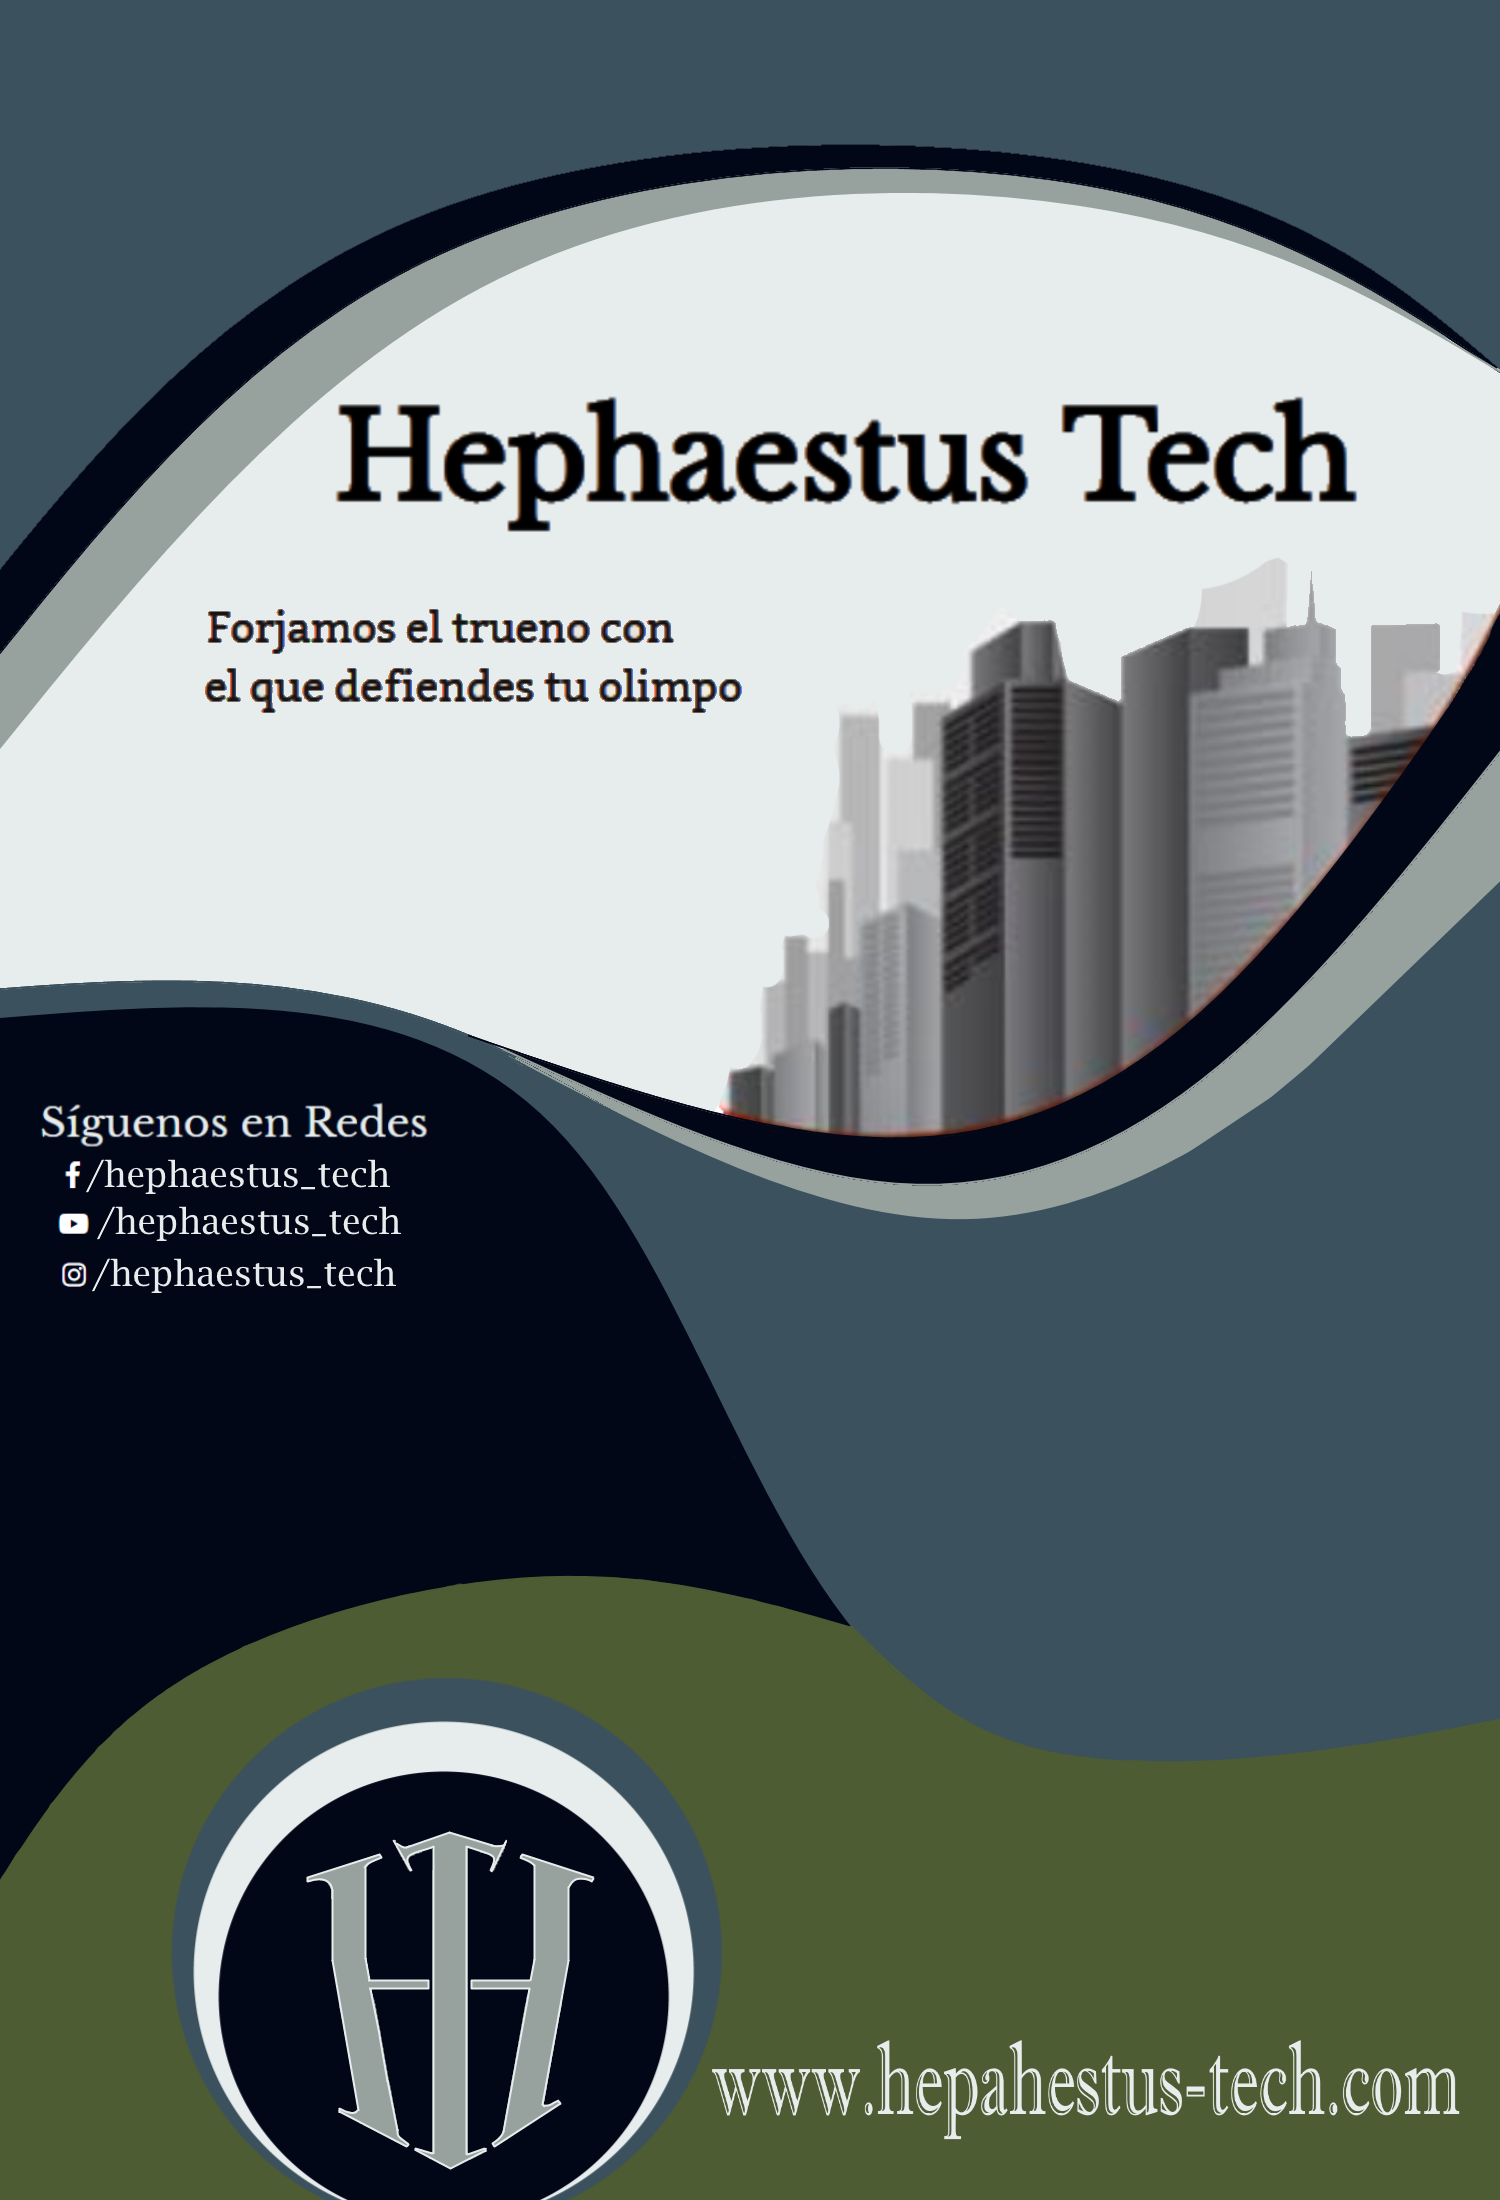 Hephaestus Tech
Forjamos el trueno con
el que defiendes tu olimpo
Síguenos en Redes
/hephaestus_tech
/hephaestus_tech
/hephaestus_tech
HT
www.hepahestus-tech.com